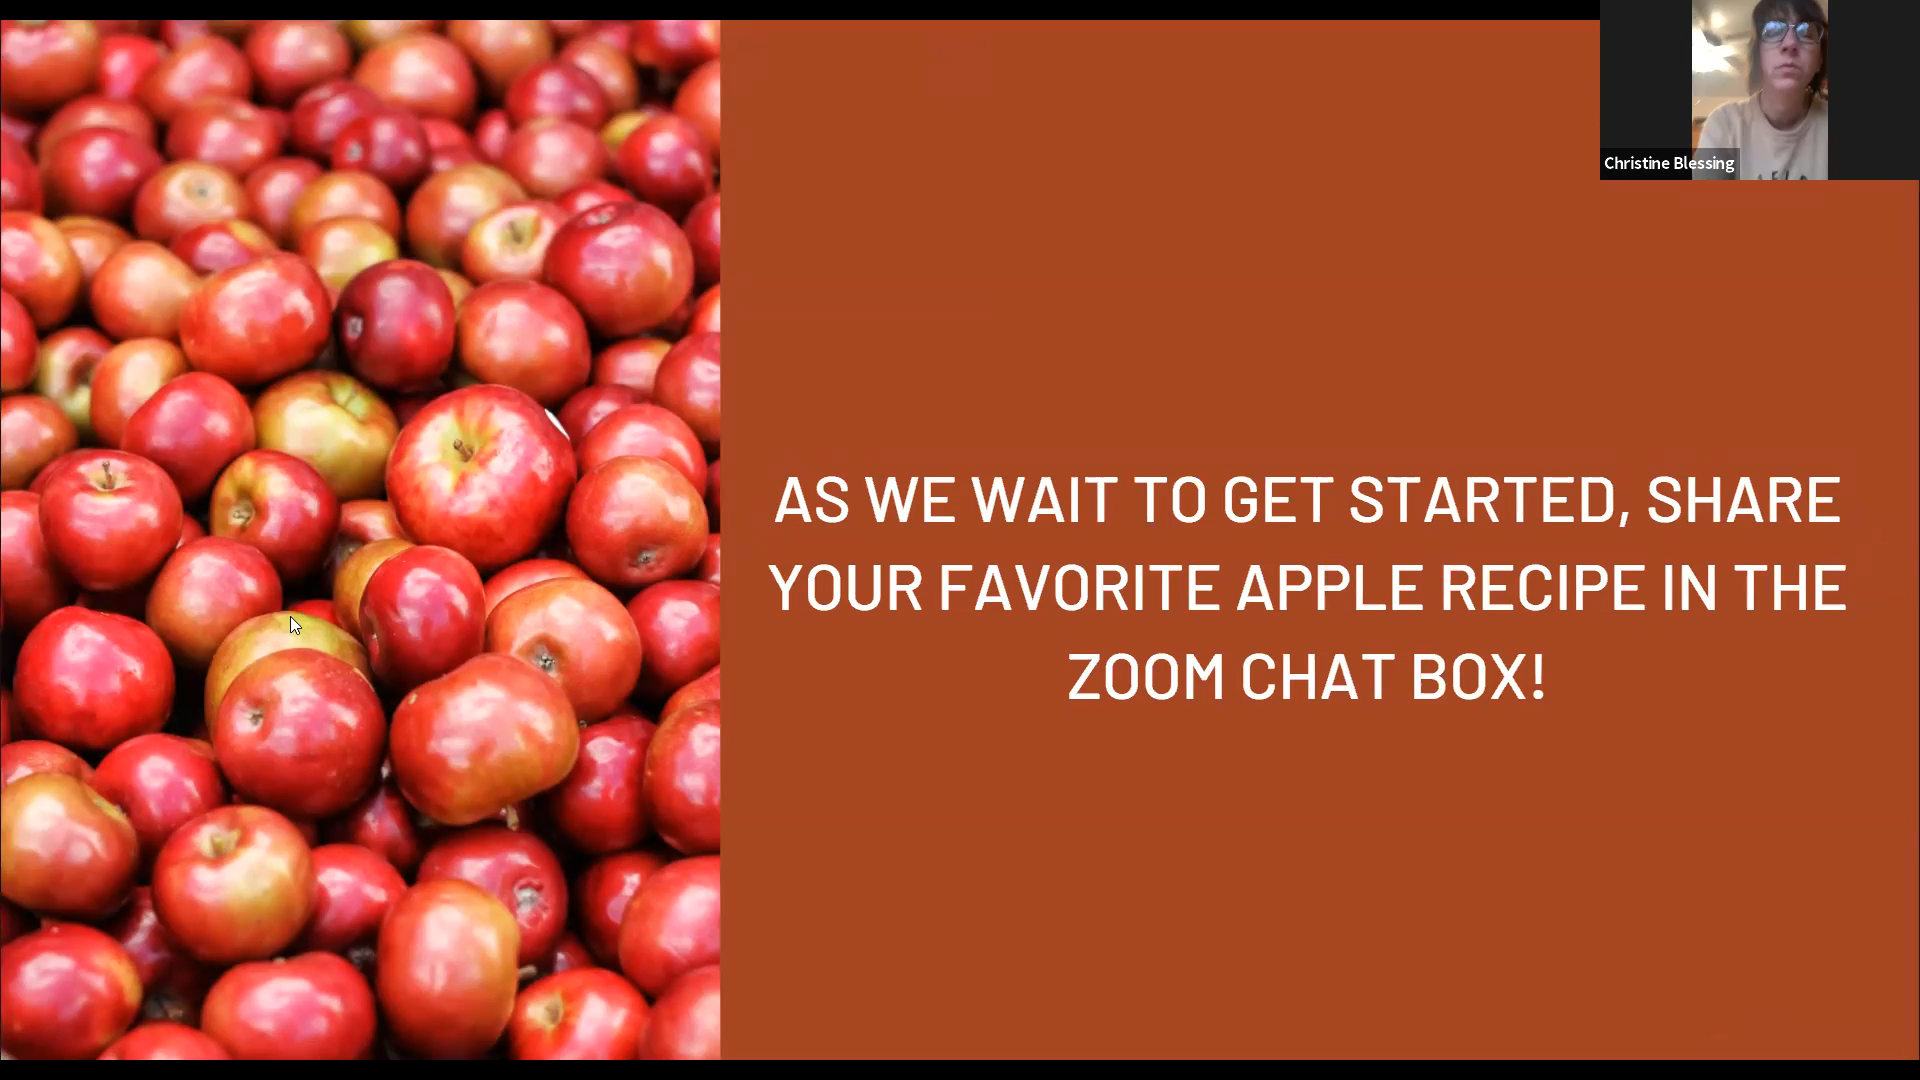 Christine Blessing
AS WE WAIT TO GET STARTED, SHARE
YOUR FAVORITE APPLE RECIPE IN THE
ZOOM CHAT BOX!